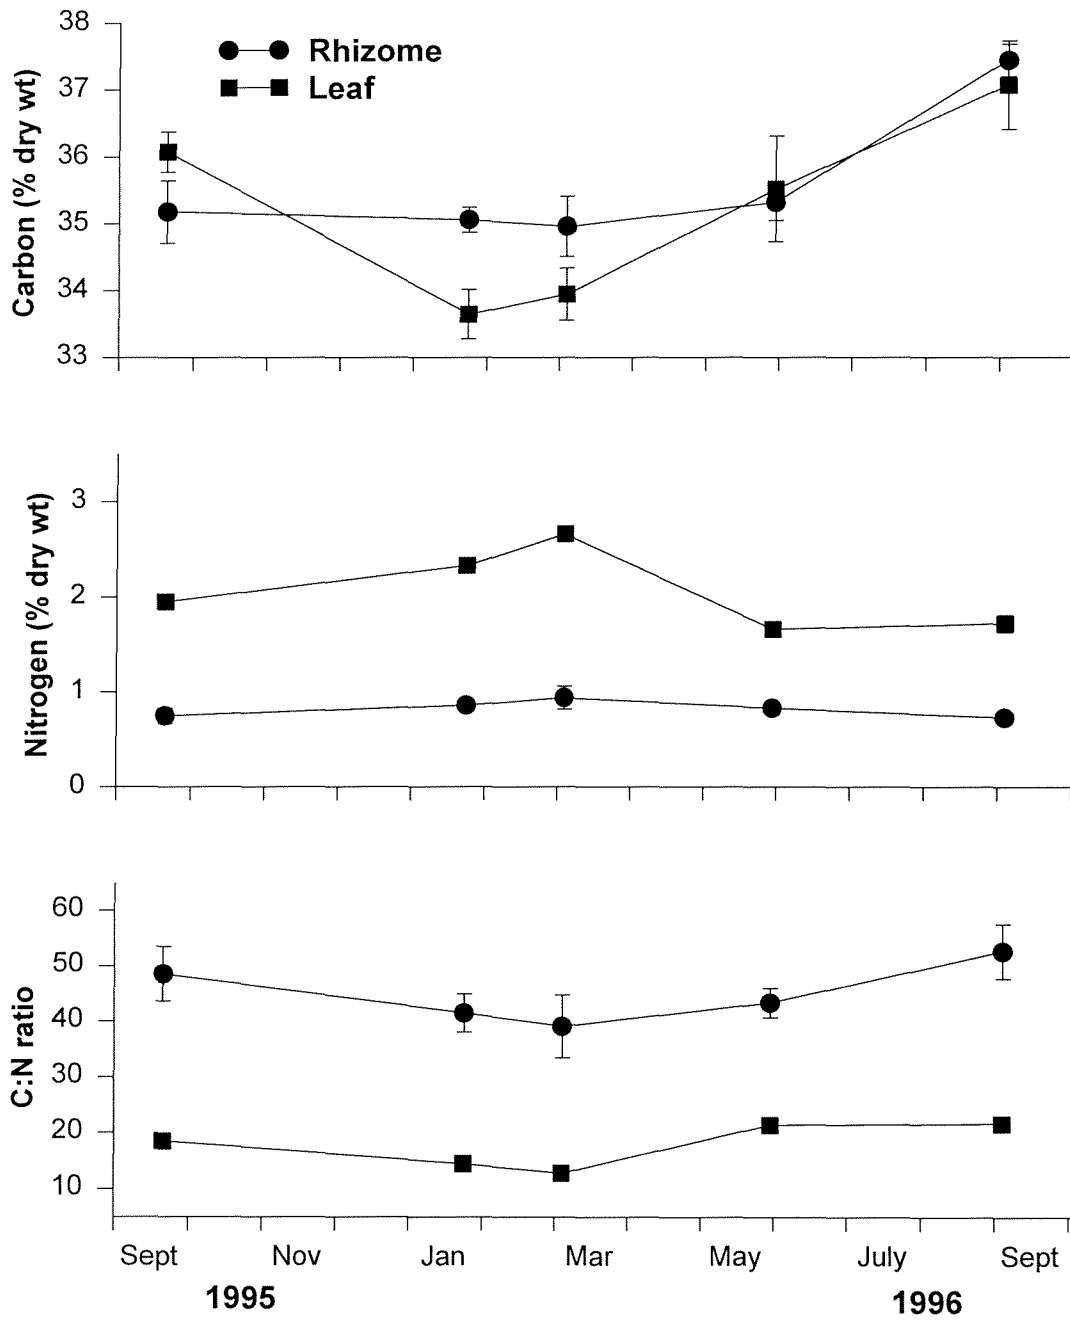 38
37
36
35
34
33
Carbon (% dry wt)
Rhizome
Leaf
3
2
1
0
Nitrogen (% dry wt)
60
50
40
30
20
10
C:N ratio
Sept Nov Jan Mar May July Sept
1995 1996